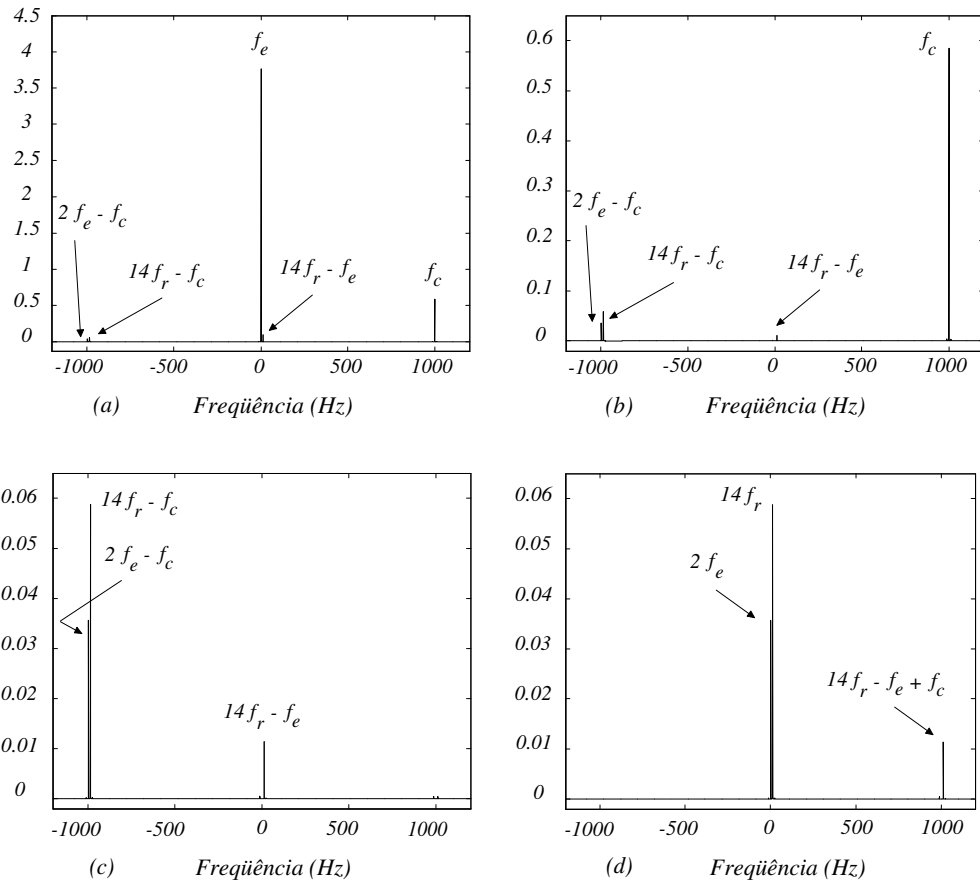 4.5
4
3.5
3
2.5
2
1.5
1
0.5
0
f_e
2 f_e - f_c
14 f_r - f_c
14 f_r - f_e
f_c
-1000 -500 0 500 1000
(a) Freqüência (Hz)
0.6
0.5
0.4
0.3
0.2
0.1
0
f_c
2 f_e - f_c
14 f_r - f_c
14 f_r - f_e
-1000 -500 0 500 1000
(b) Freqüência (Hz)
0.06
0.05
0.04
0.03
0.02
0.01
0
14 f_r - f_c
2 f_e - f_c
14 f_r - f_e
-1000 -500 0 500 1000
(c) Freqüência (Hz)
0.06
0.05
0.04
0.03
0.02
0.01
0
14 f_r
2 f_e
14 f_r - f_e + f_c
-1000 -500 0 500 1000
(d) Freqüência (Hz)